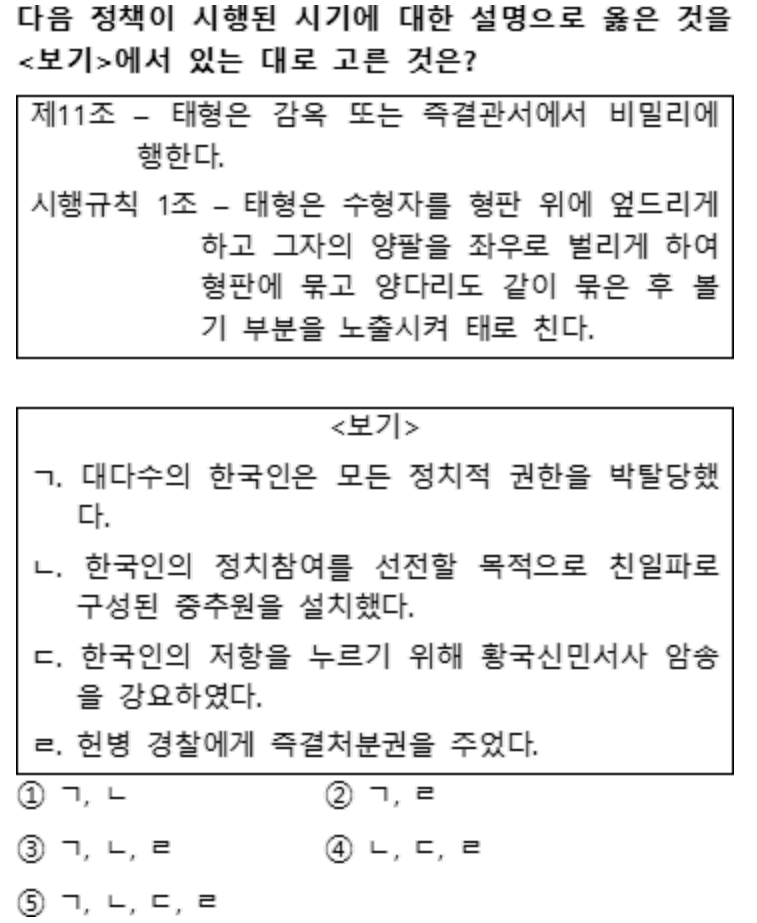 다음 정책이 시행된 시기에 대한 설명으로 옳은 것을
<보기>에서 있는 대로 고른 것은?
제11조 – 태형은 감옥 또는 즉결관서에서 비밀리에
행한다.
시행규칙 1조 – 태형은 수형자를 형판 위에 엎드리게
하고 그자의 양팔을 좌우로 벌리게 하여
형판에 묶고 양다리도 같이 묶은 후 볼
기 부분을 노출시켜 태로 친다.
<보기>
ㄱ. 대다수의 한국인은 모든 정치적 권한을 박탈당했
다.
ㄴ. 한국인의 정치참여를 선전할 목적으로 친일파로
구성된 중추원을 설치했다.
ㄷ. 한국인의 저항을 누르기 위해 황국신민서사 암송
을 강요하였다.
ㄹ. 헌병 경찰에게 즉결처분권을 주었다.
① ㄱ, ㄴ ② ㄱ, ㄹ
③ ㄱ, ㄴ, ㄹ ④ ㄴ, ㄷ, ㄹ
⑤ ㄱ, ㄴ, ㄷ, ㄹ